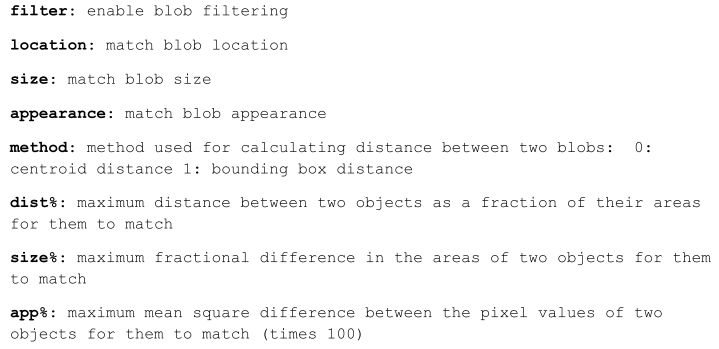 filter: enable blob filtering
location: match blob location
size: match blob size
appearance: match blob appearance
method: method used for calculating distance between two blobs:  0:
centroid distance 1: bounding box distance
dist%: maximum distance between two objects as a fraction of their areas
for them to match
size%: maximum fractional difference in the areas of two objects for them
to match
app%: maximum mean square difference between the pixel values of two
objects for them to match (times 100)